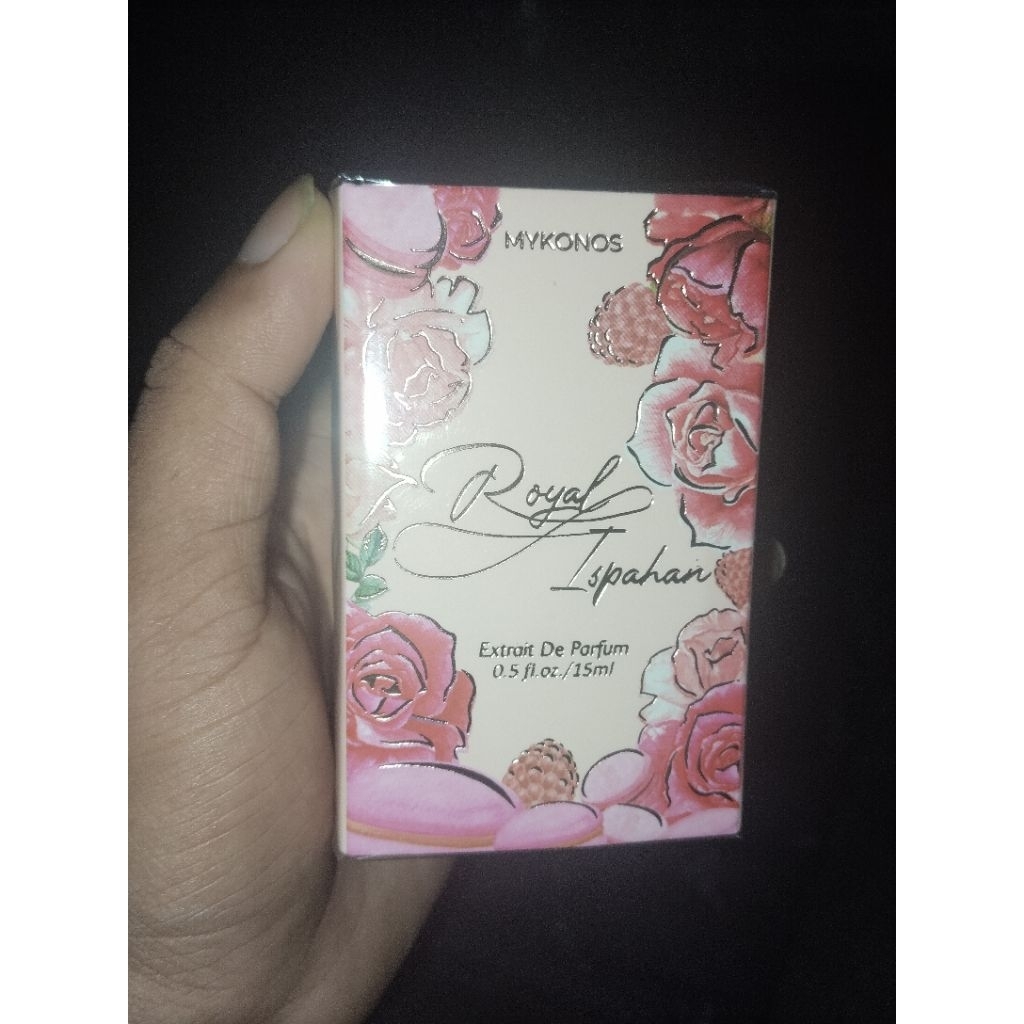 MYKONOS
Royal
Ispahan
Extrait De Parfum
0.5 fl.oz./15ml